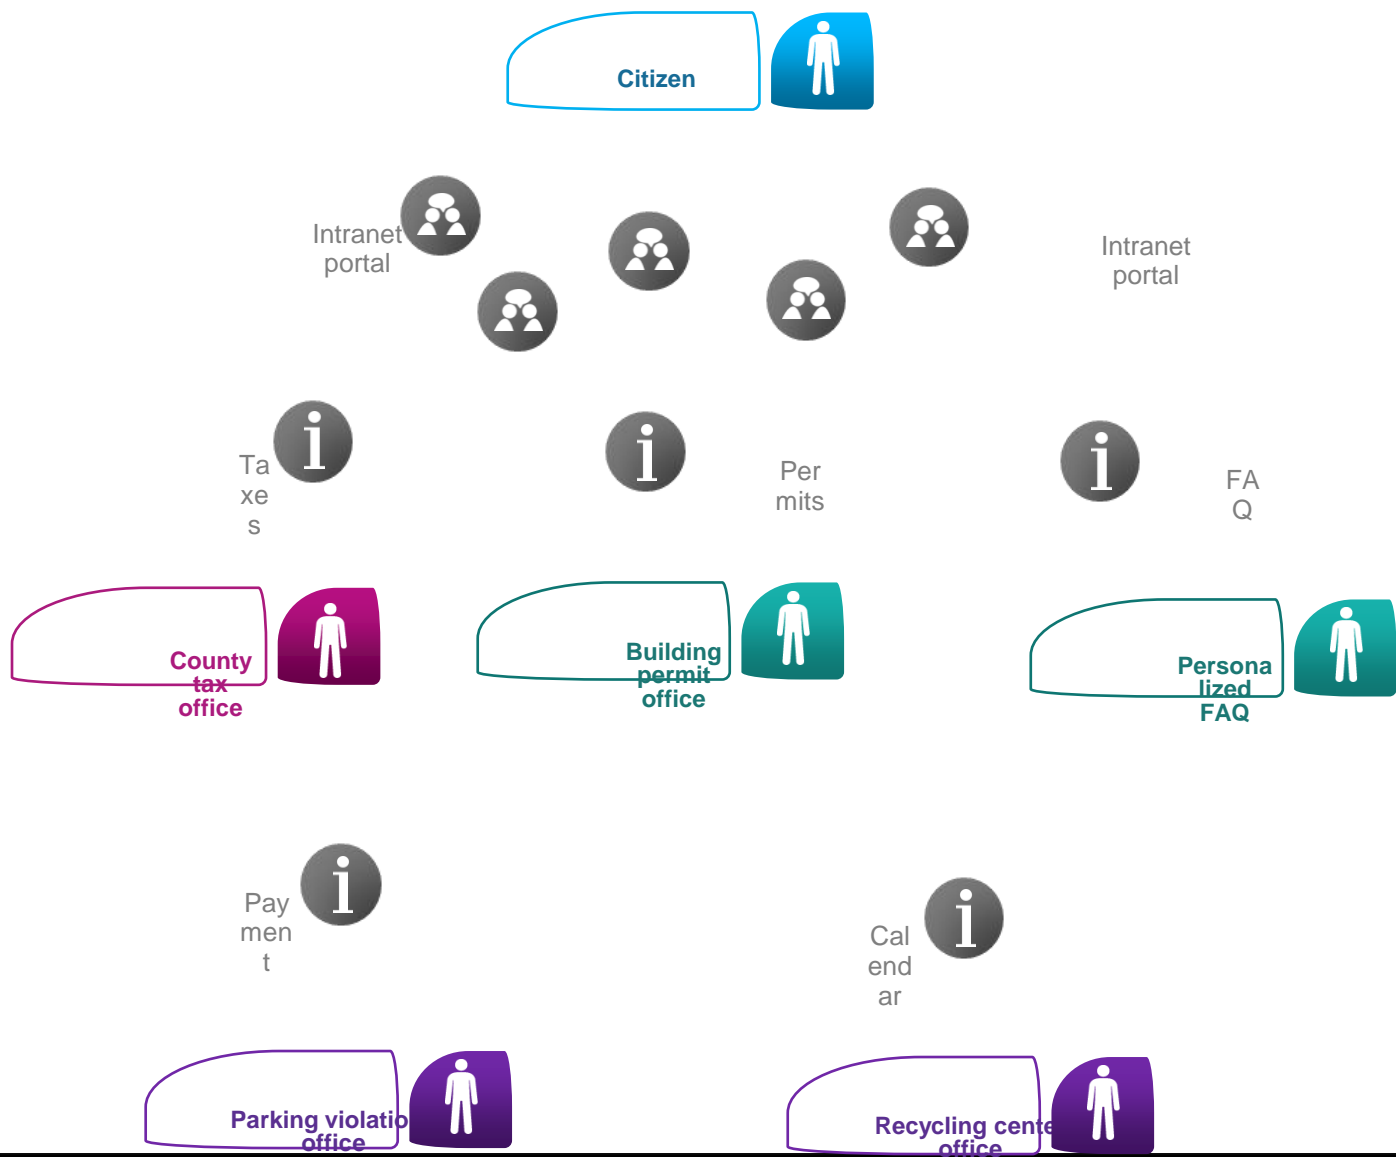 Citizen
Intranet
portal
Intranet
portal
Ta
xe
s
Per
mits
FA
Q
County
tax
office
Building
permit
office
Persona
lized
FAQ
Pay
men
t
Cal
end
ar
Parking violatio
office
Recycling cente
office